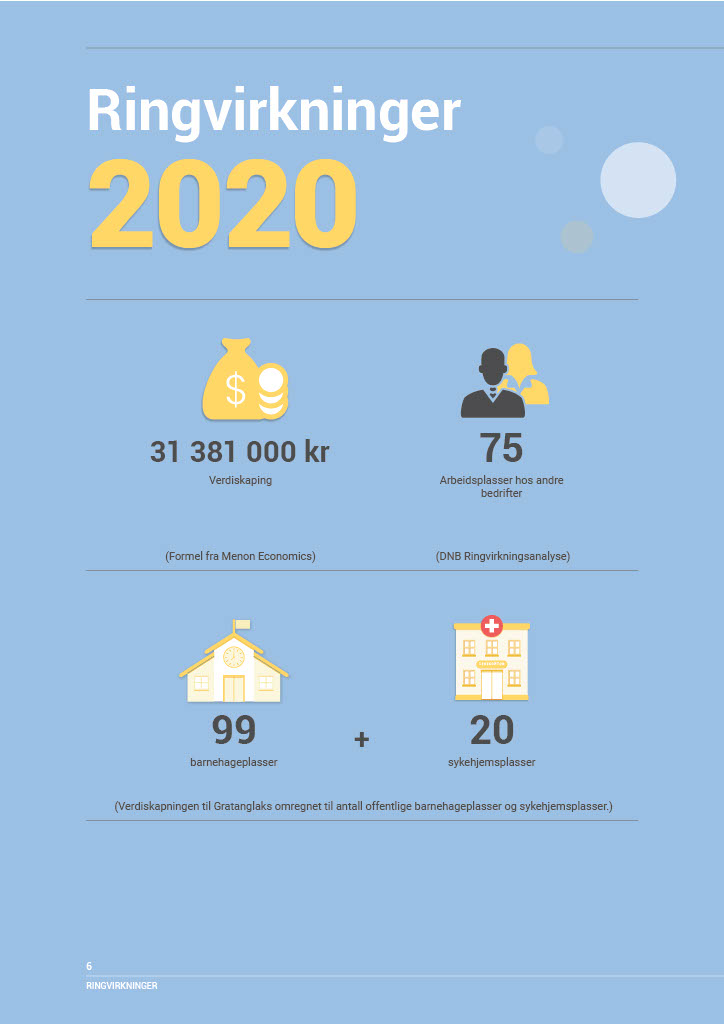 Ringvirkninger
2020
$
31 381 000 kr
Verdiskaping
(Formel fra Menon Economics)
75
Arbeidsplasser hos andre
bedrifter
(DNB Ringvirkningsanalyse)
99
barnehageplasser
+
20
sykehjemsplasser
(Verdiskapningen til Gratanglaks omregnet til antall offentlige barnehageplasser og sykehjemsplasser.)
6
RINGVIRKNINGER